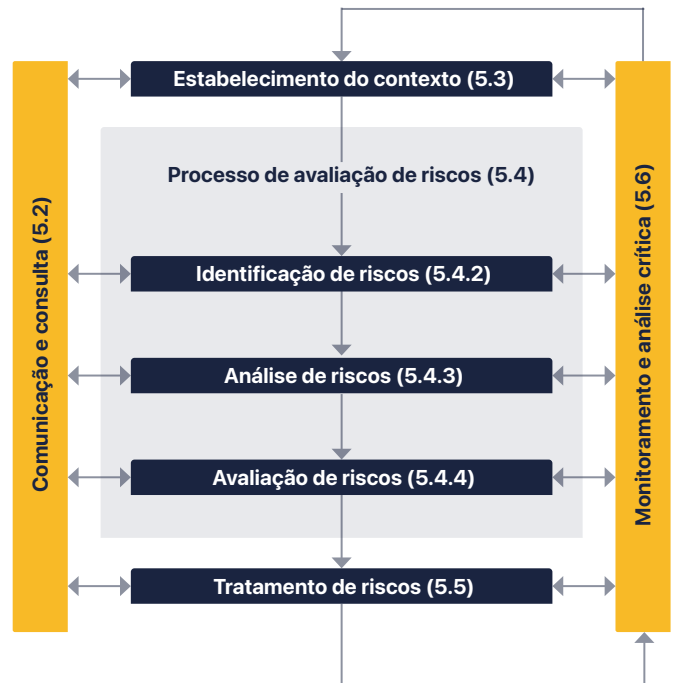 Estabelecimento do contexto (5.3)
Processo de avaliação de riscos (5.4)
Identificação de riscos (5.4.2)
Análise de riscos (5.4.3)
Avaliação de riscos (5.4.4)
Tratamento de riscos (5.5)
Comunicação e consulta (5.2)
Monitoramento e análise crítica (5.6)